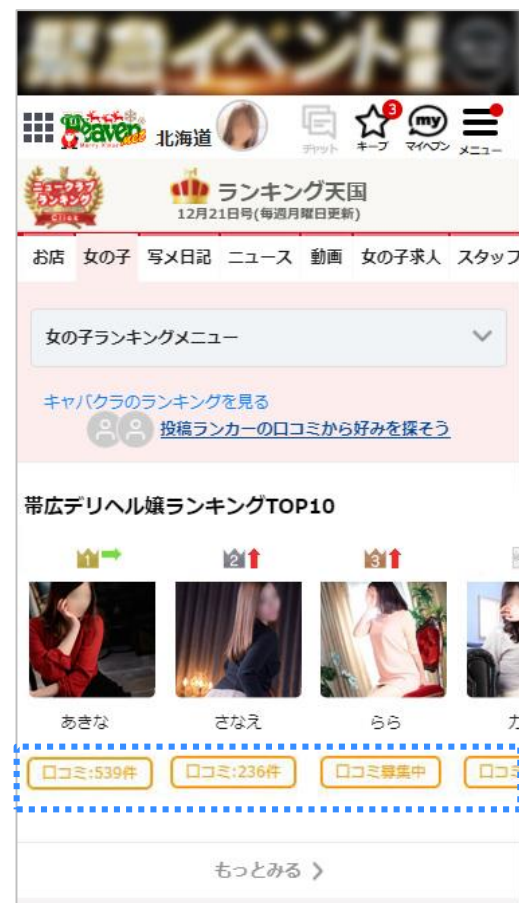 緊急イベント
Heaven net
Merry Xmas
北海道
チャット
3
キープ
my
マイヘブン
メニュー
ニュークラブ
ランキング
Click
ランキング天国
12月21日号(毎週月曜日更新)
お店 女の子 写メ日記 ニュース 動画 女の子求人 スタッフ
女の子ランキングメニュー
キャバクラのランキングを見る
投稿ランカーの口コミから好みを探そう
帯広デリヘル嬢ランキングTOP10
1 2 3
あきな さなえ らら
口コミ:539件 口コミ:236件 口コミ募集中 口コミ
もっとみる